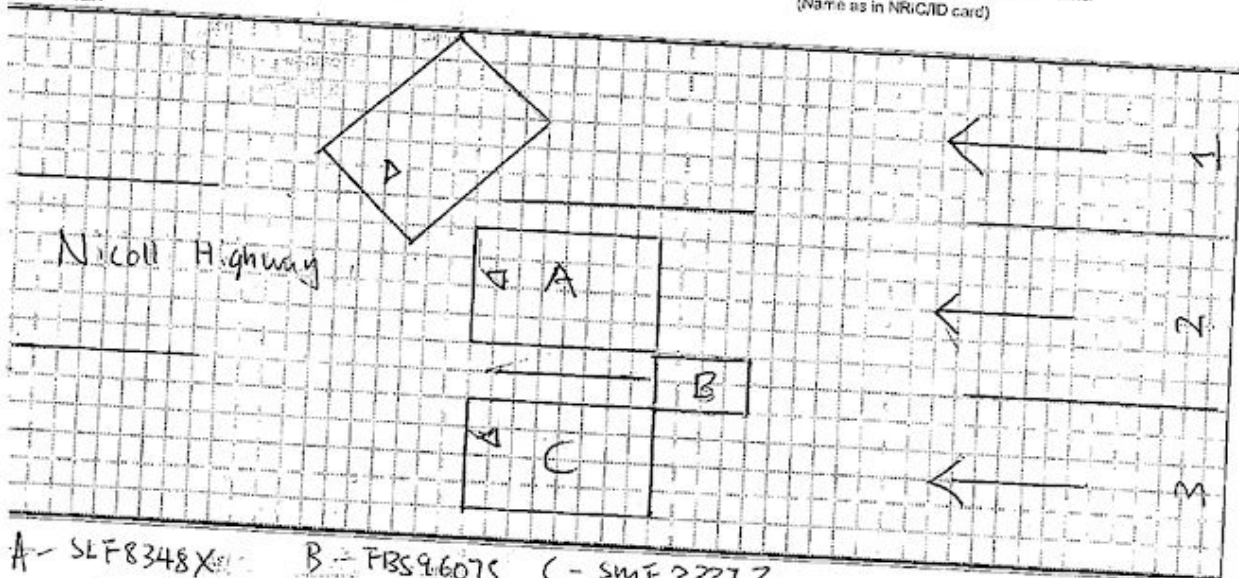 (Name as in NRIC/ID card)
1
Nicoll Highway
A
2
B
C
3
A - SLF8348X B - FBS9607S C -